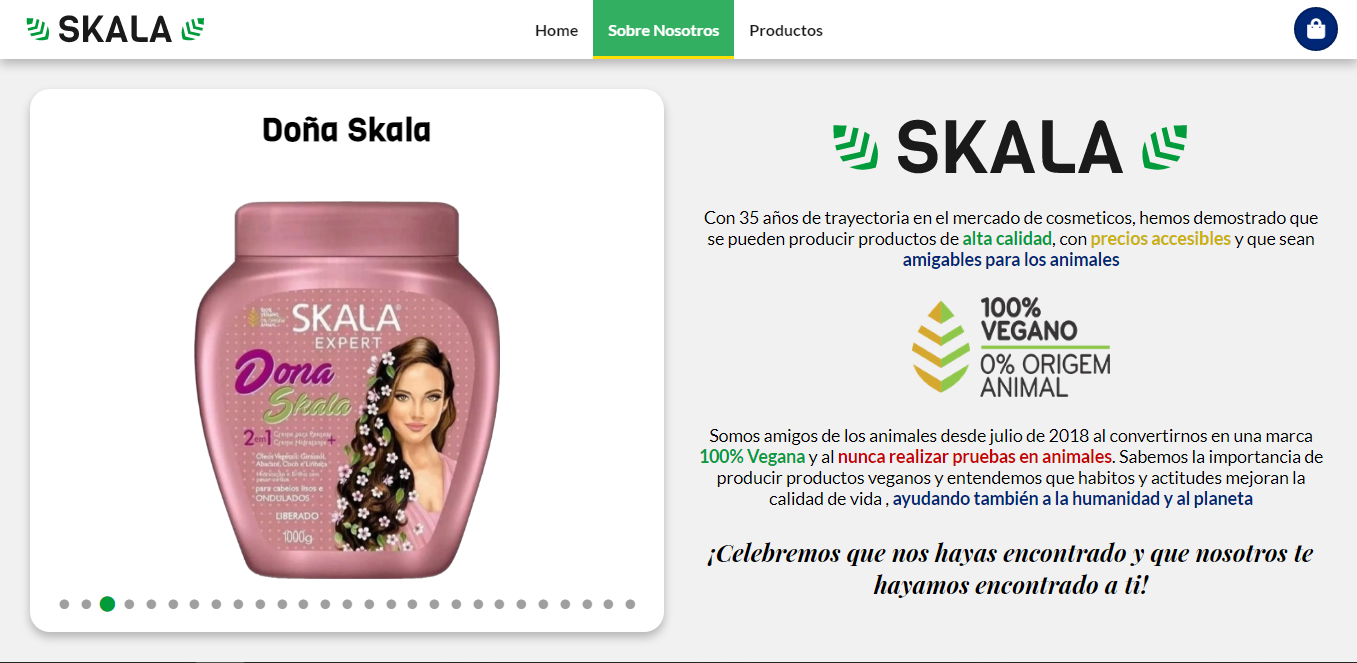 SKALA
Home
Sobre Nosotros
Productos
Doña Skala
SKALA
EXPERT
Dona
Skala
2em1
para cabelos lisos e
ONDULADOS
LIBERADO
1000g
SKALA
Con 35 años de trayectoria en el mercado de cosmeticos, hemos demostrado que
se pueden producir productos de alta calidad, con precios accesibles y que sean
amigables para los animales
100%
VEGANO
0% ORIGEM
ANIMAL
Somos amigos de los animales desde julio de 2018 al convertirnos en una marca
100% Vegana y al nunca realizar pruebas en animales. Sabemos la importancia de
producir productos veganos y entendemos que habitos y actitudes mejoran la
calidad de vida , ayudando también a la humanidad y al planeta
¡Celebremos que nos hayas encontrado y que nosotros te
hayamos encontrado a ti!